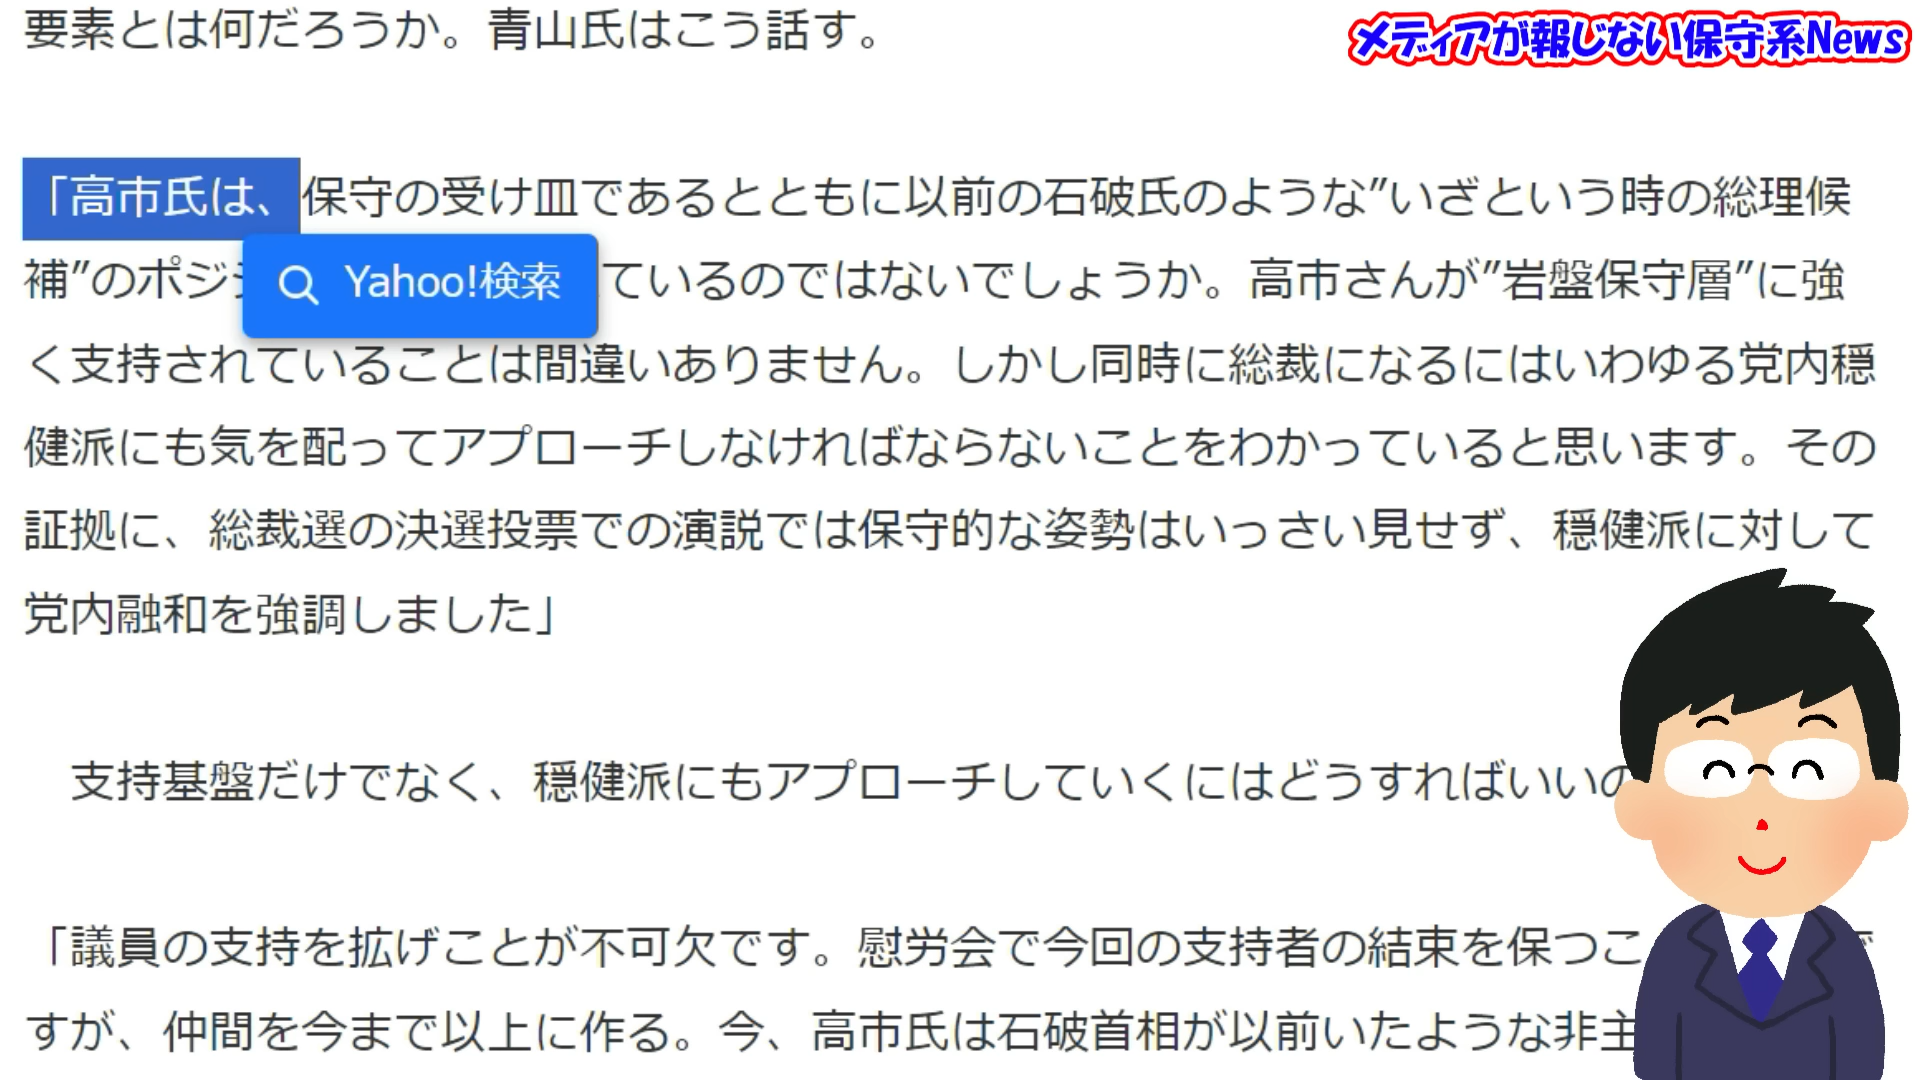 要素とは何だろうか。青山氏はこう話す。
メディアが報じない保守系News
「高市氏は、保守の受け皿であるとともに以前の石破氏のような”いざという時の総理候
補”のポジ
Yahoo!検索
ているのではないでしょうか。高市さんが”岩盤保守層”に強
く支持されていることは間違いありません。しかし同時に総裁になるにはいわゆる党内穏
健派にも気を配ってアプローチしなければならないことをわかっていると思います。その
証拠に、総裁選の決選投票での演説では保守的な姿勢はいっさい見せず、穏健派に対して
党内融和を強調しました」
支持基盤だけでなく、穏健派にもアプローチしていくにはどうすればいいの
「議員の支持を拡げことが不可欠です。慰労会で今回の支持者の結束を保つこ
すが、仲間を今まで以上に作る。今、高市氏は石破首相が以前いたような非主